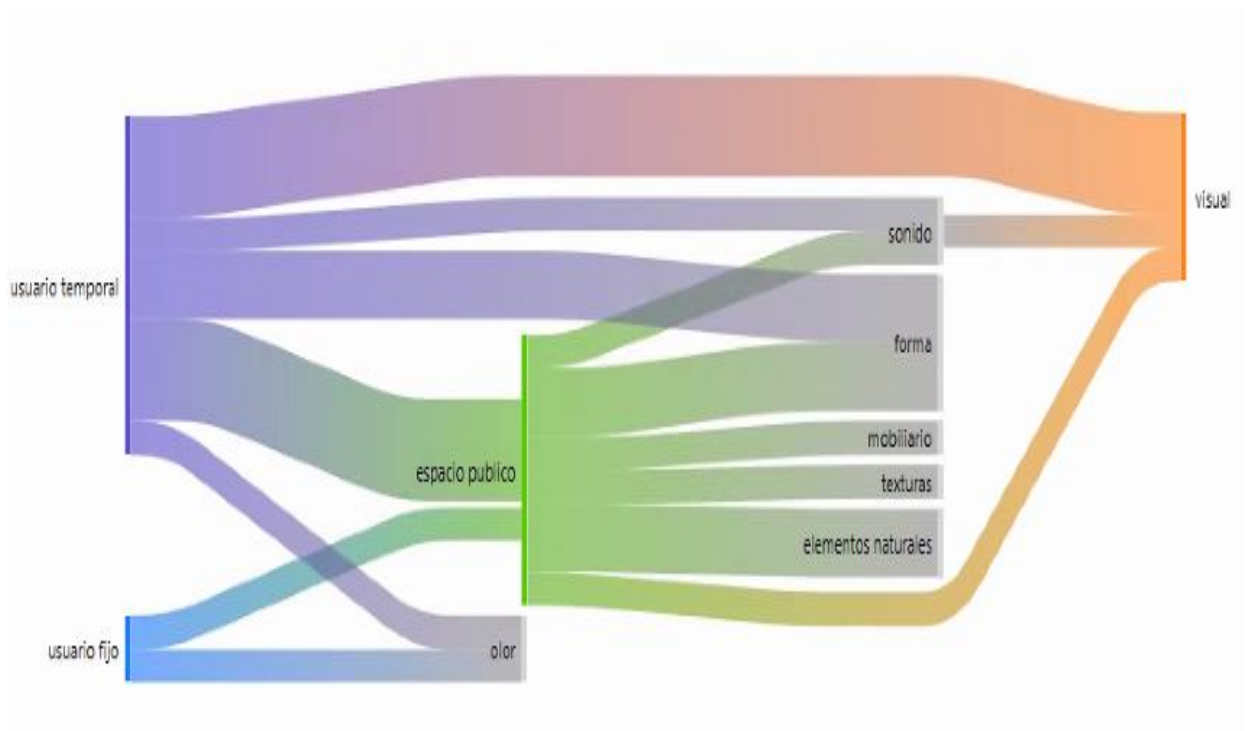 visual
sonido
usuario temporal
forma
mobiliario
espacio publico
texturas
elementos naturales
usuario fijo
olor